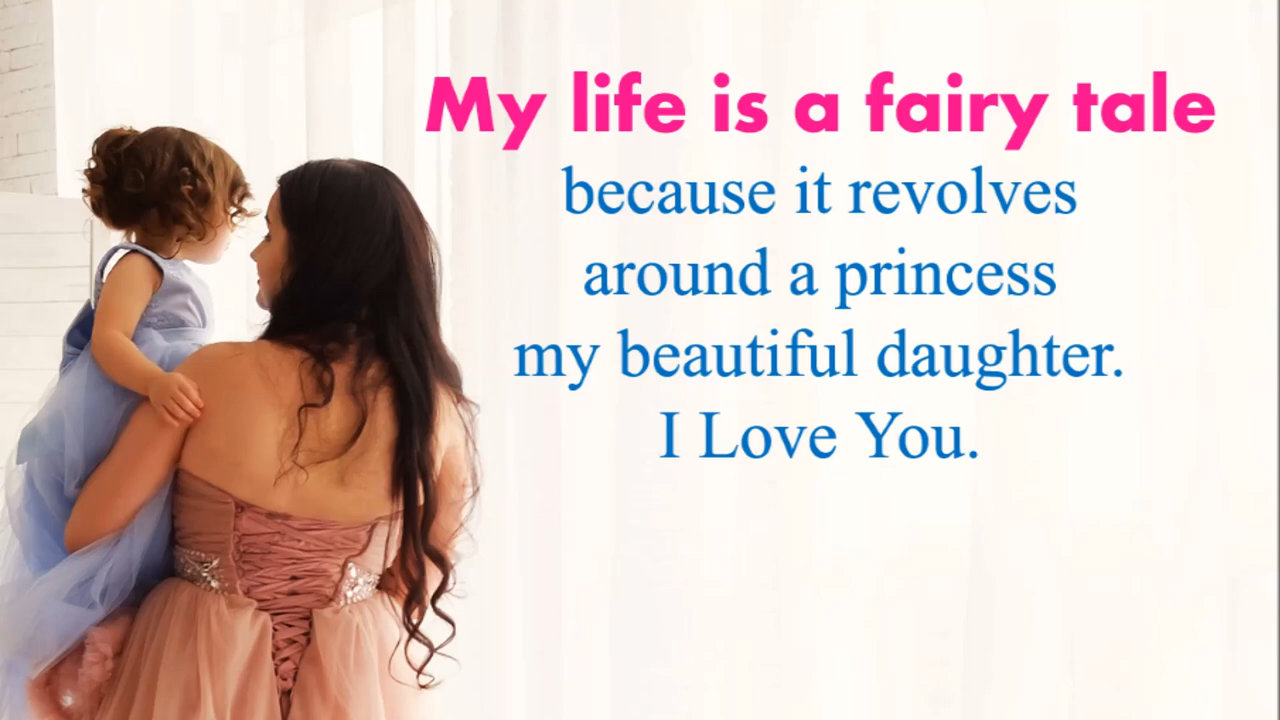 My life is a fairy tale
because it revolves
around a princess
my beautiful daughter.
I Love You.